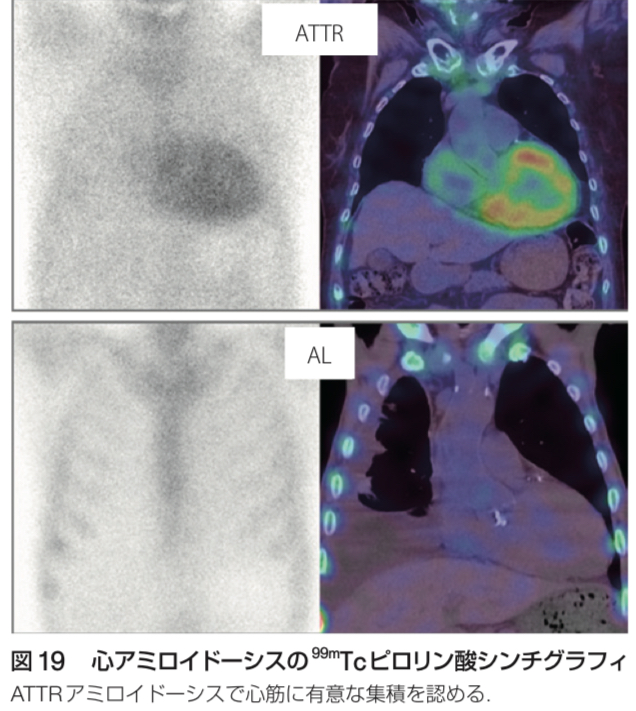 ATTR
AL
図19 心アミロイドーシスの⁹⁹ᵐTcピロリン酸シンチグラフィ
ATTRアミロイドーシスで心筋に有意な集積を認める.